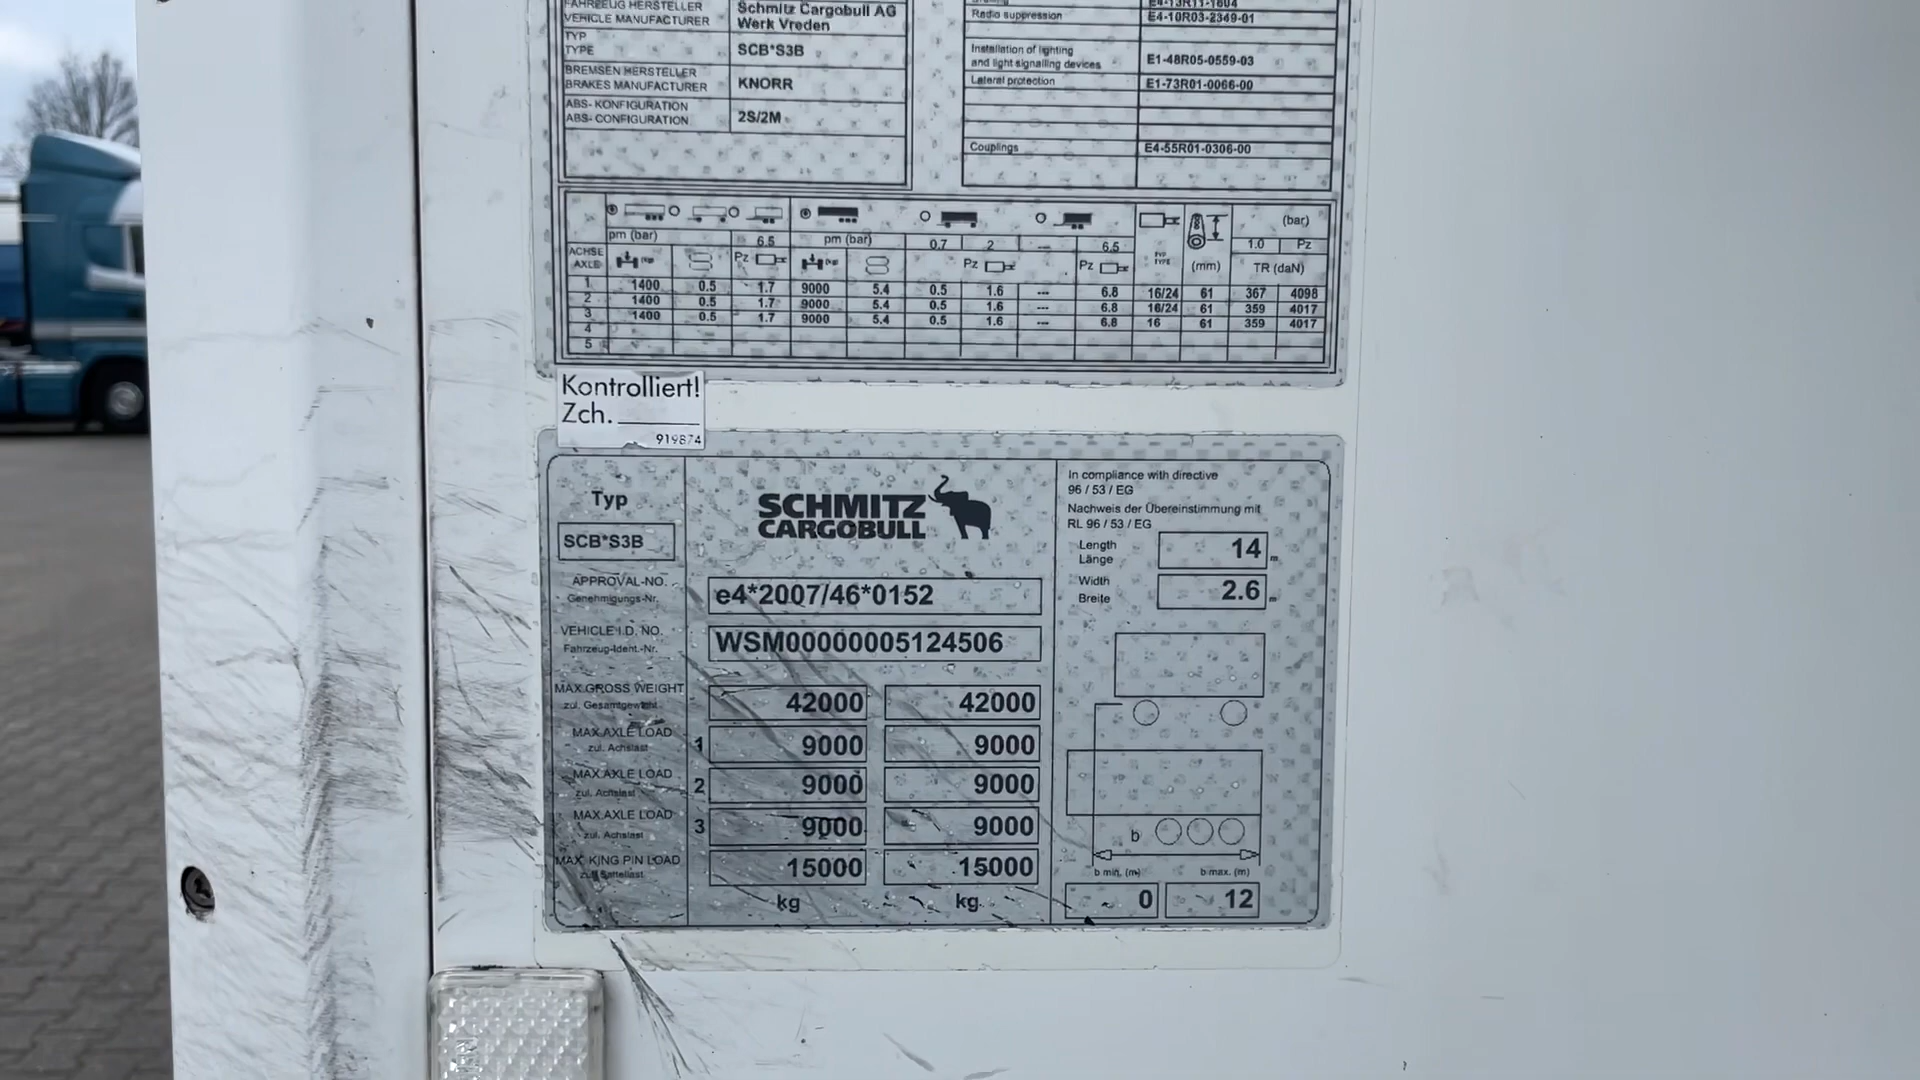 FAHRZEUG HERSTELLER
VEHICLE MANUFACTURER
Schmitz Cargobull AG
Werk Vreden
TYP
TYPE
SCB*S3B
BREMSEN HERSTELLER
BRAKES MANUFACTURER
KNORR
ABS- KONFIGURATION
ABS- CONFIGURATION
2S/2M
Radio suppression
E4-10R03-2349-01
Installation of lighting
and light signalling devices
E1-48R05-0559-03
Lateral protection
E1-73R01-0066-00
Couplings
E4-55R01-0306-00
(bar)
pm (bar) 6.5 pm (bar) 0.7 2 --- 6.5 1.0 Pz
ACHSE
AXLE
Pz Pz Pz TYP TYPE (mm) TR (daN)
1 1400 0.5 1.7 9000 5.4 0.5 1.6 --- 6.8 16/24 61 367 4098
2 1400 0.5 1.7 9000 5.4 0.5 1.6 --- 6.8 16/24 61 359 4017
3 1400 0.5 1.7 9000 5.4 0.5 1.6 --- 6.8 16 61 359 4017
4
5
Kontrolliert!
Zch.
919874
Typ
SCB*S3B
SCHMITZ
CARGOBULL
In compliance with directive
96 / 53 / EG
Nachweis der Übereinstimmung mit
RL 96 / 53 / EG
Length
Länge
14 m
Width
Breite
2.6 m
APPROVAL-NO.
Genehmigungs-Nr.
e4*2007/46*0152
VEHICLE I.D. NO.
Fahrzeug-Ident.-Nr.
WSM00000005124506
MAX.GROSS WEIGHT
zul. Gesamtgewicht
42000 42000
MAX.AXLE LOAD
zul. Achslast
1 9000 9000
MAX.AXLE LOAD
zul. Achslast
2 9000 9000
MAX.AXLE LOAD
zul. Achslast
3 9000 9000
MAX. KING PIN LOAD
zul. Sattellast
15000 15000
kg kg
b
b min. (m) b max. (m)
0 12